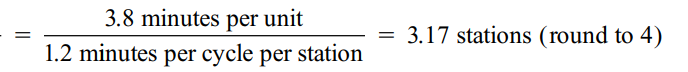 = 3.8 minutes per unit / 1.2 minutes per cycle per station = 3.17 stations (round to 4)